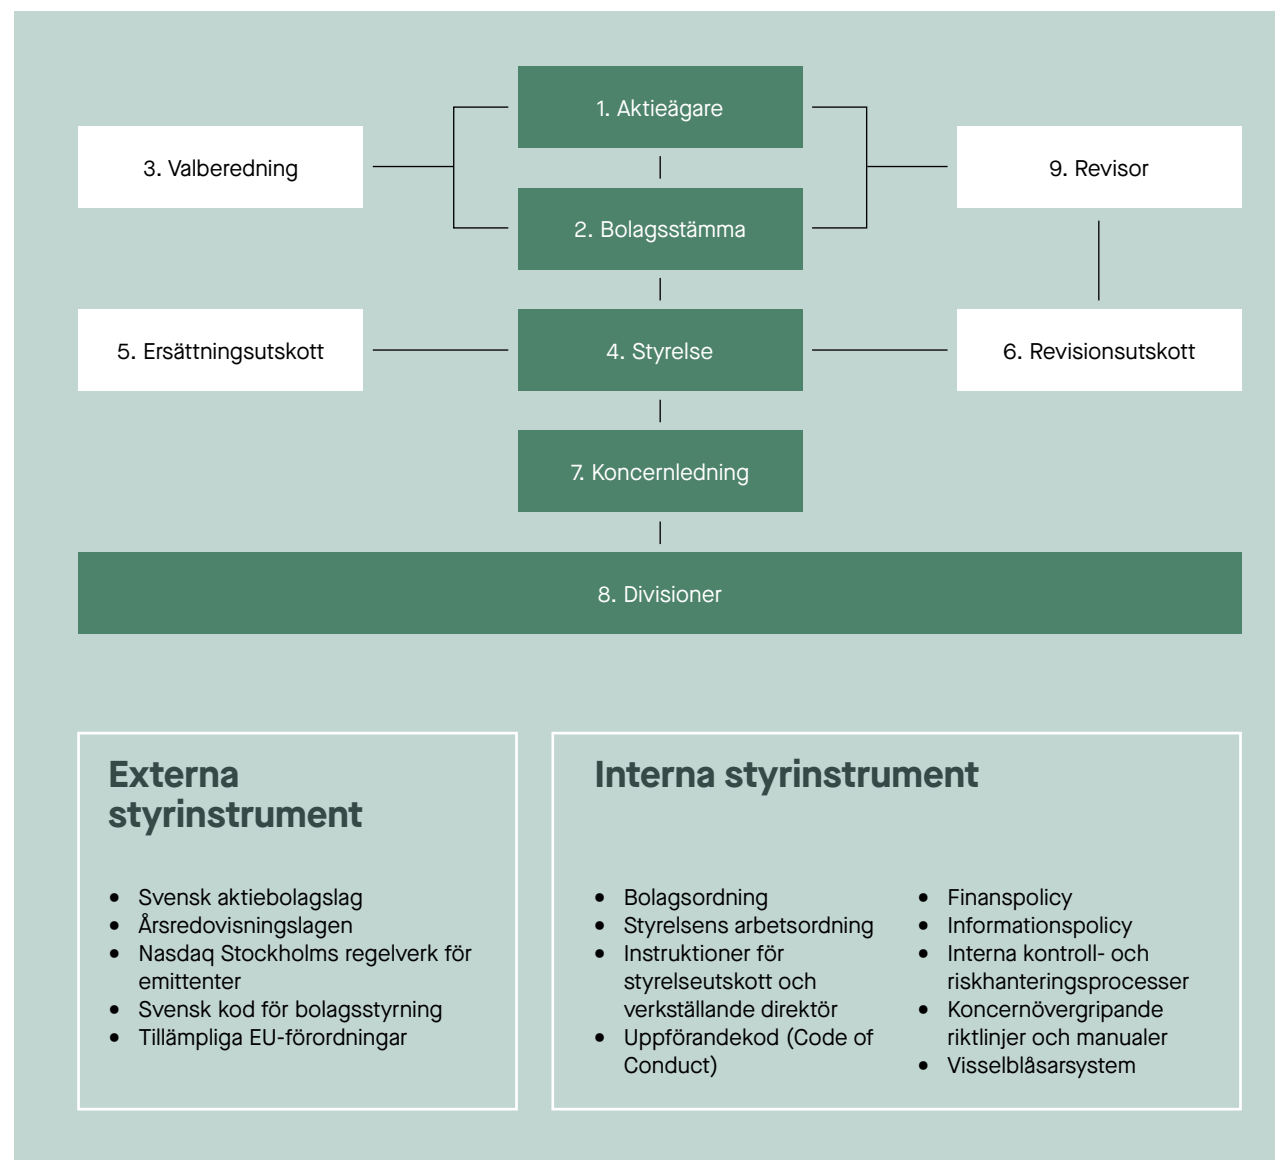 1. Aktieägare
3. Valberedning
9. Revisor
2. Bolagsstämma
5. Ersättningsutskott
4. Styrelse
6. Revisionsutskott
7. Koncernledning
8. Divisioner
Externa
styrinstrument
• Svensk aktiebolagslag
• Årsredovisningslagen
• Nasdaq Stockholms regelverk för
emittenter
• Svensk kod för bolagsstyrning
• Tillämpliga EU-förordningar
Interna styrinstrument
• Bolagsordning
• Styrelsens arbetsordning
• Instruktioner för
styrelseutskott och
verkställande direktör
• Uppförandekod (Code of
Conduct)
• Finanspolicy
• Informationspolicy
• Interna kontroll- och
riskhanteringsprocesser
• Koncernövergripande
riktlinjer och manualer
• Visselblåsarsystem